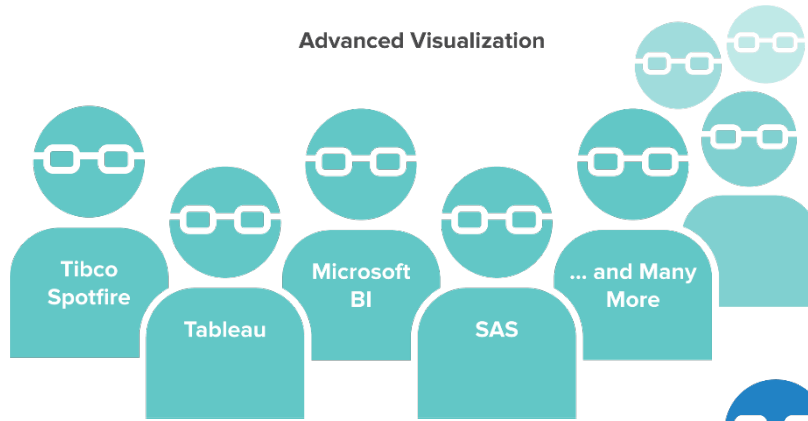 Advanced Visualization
Tibco
Spotfire
Tableau
Microsoft
BI
SAS
... and Many
More